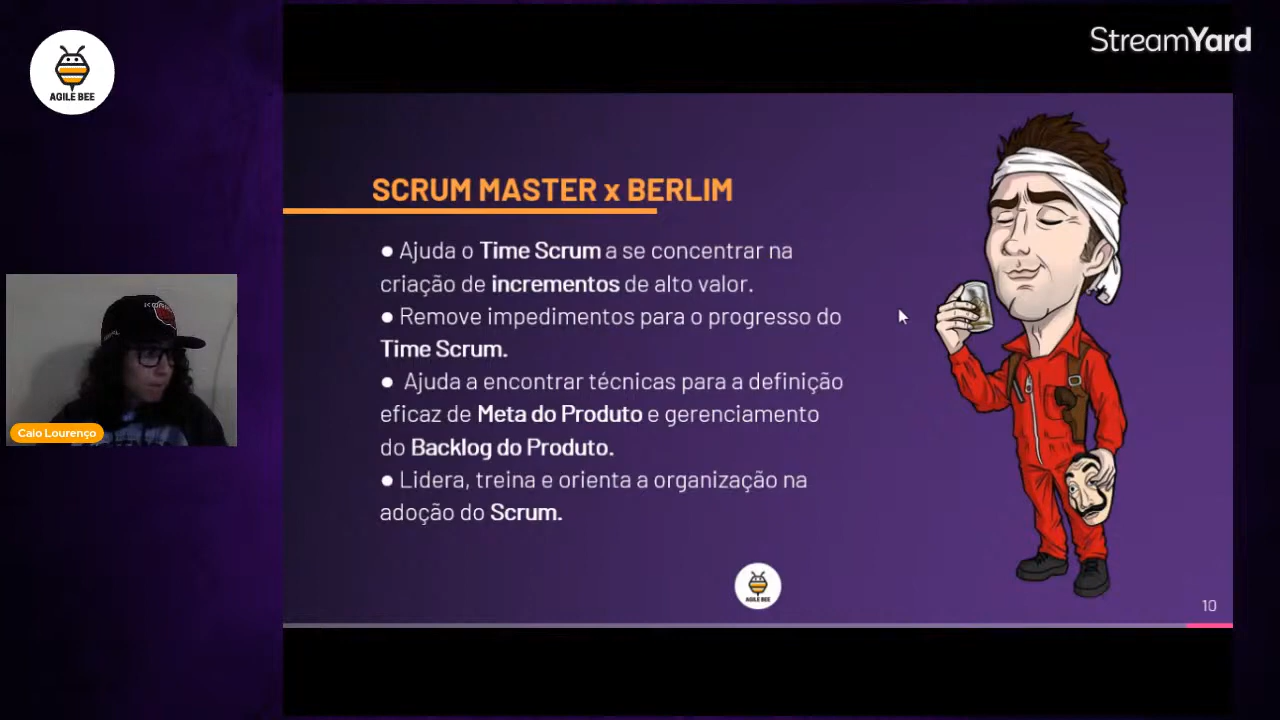 AGILE BEE
StreamYard
SCRUM MASTER x BERLIM
● Ajuda o Time Scrum a se concentrar na
criação de incrementos de alto valor.
● Remove impedimentos para o progresso do
Time Scrum.
● Ajuda a encontrar técnicas para a definição
eficaz de Meta do Produto e gerenciamento
do Backlog do Produto.
● Lidera, treina e orienta a organização na
adoção do Scrum.
Caio Lourenço
AGILE BEE
10